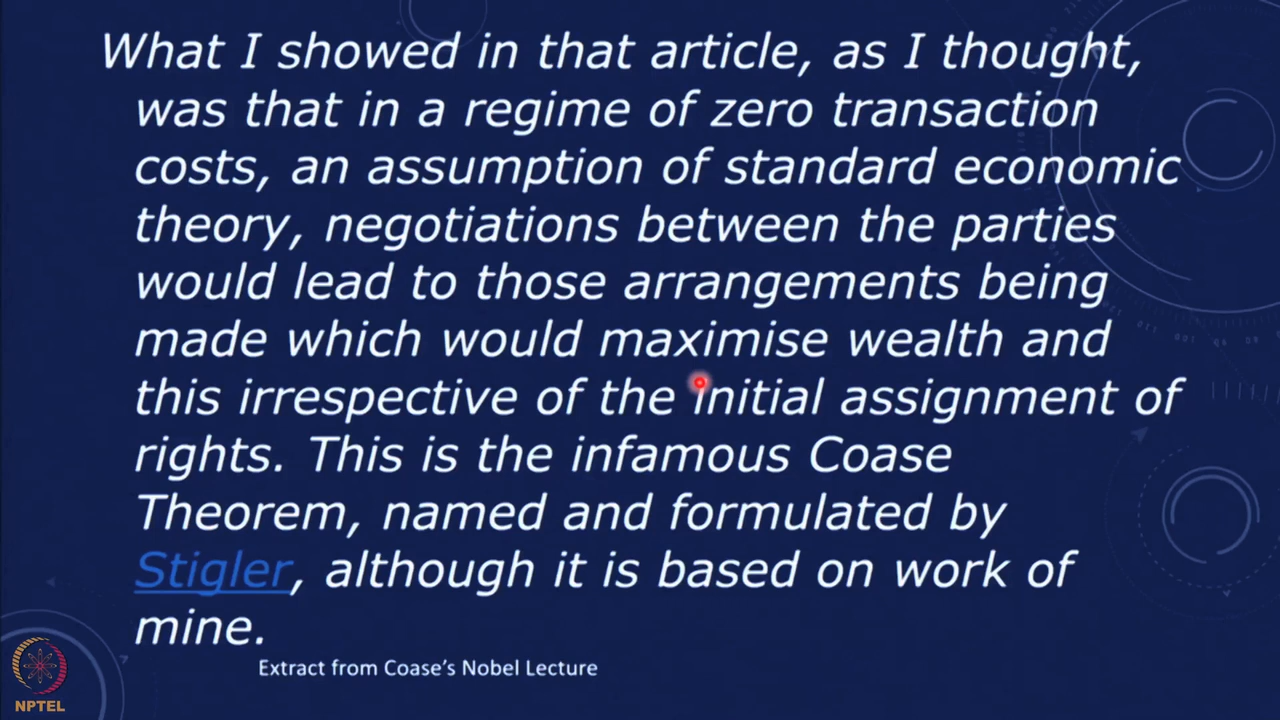 What I showed in that article, as I thought,
was that in a regime of zero transaction
costs, an assumption of standard economic
theory, negotiations between the parties
would lead to those arrangements being
made which would maximise wealth and
this irrespective of the initial assignment of
rights. This is the infamous Coase
Theorem, named and formulated by
Stigler, although it is based on work of
mine.
Extract from Coase's Nobel Lecture
NPTEL